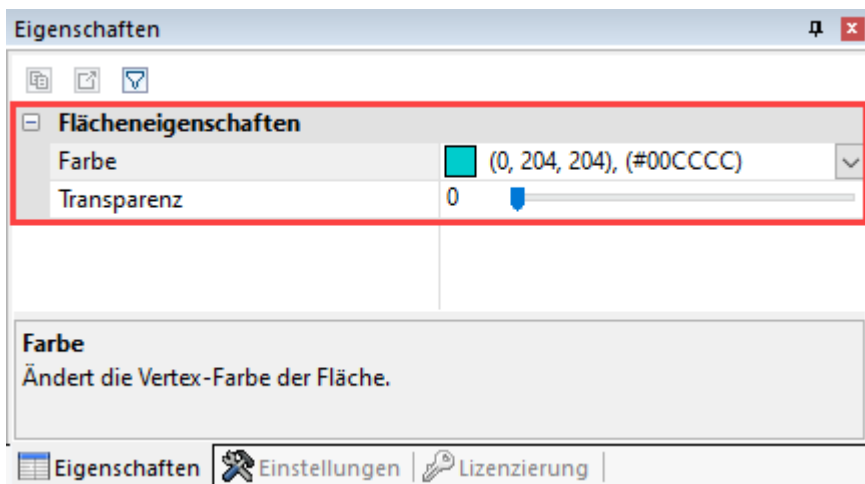 Eigenschaften
Flächeneigenschaften
Farbe (0, 204, 204), (#00CCCC)
Transparenz 0
Farbe
Ändert die Vertex-Farbe der Fläche.
Eigenschaften Einstellungen Lizenzierung